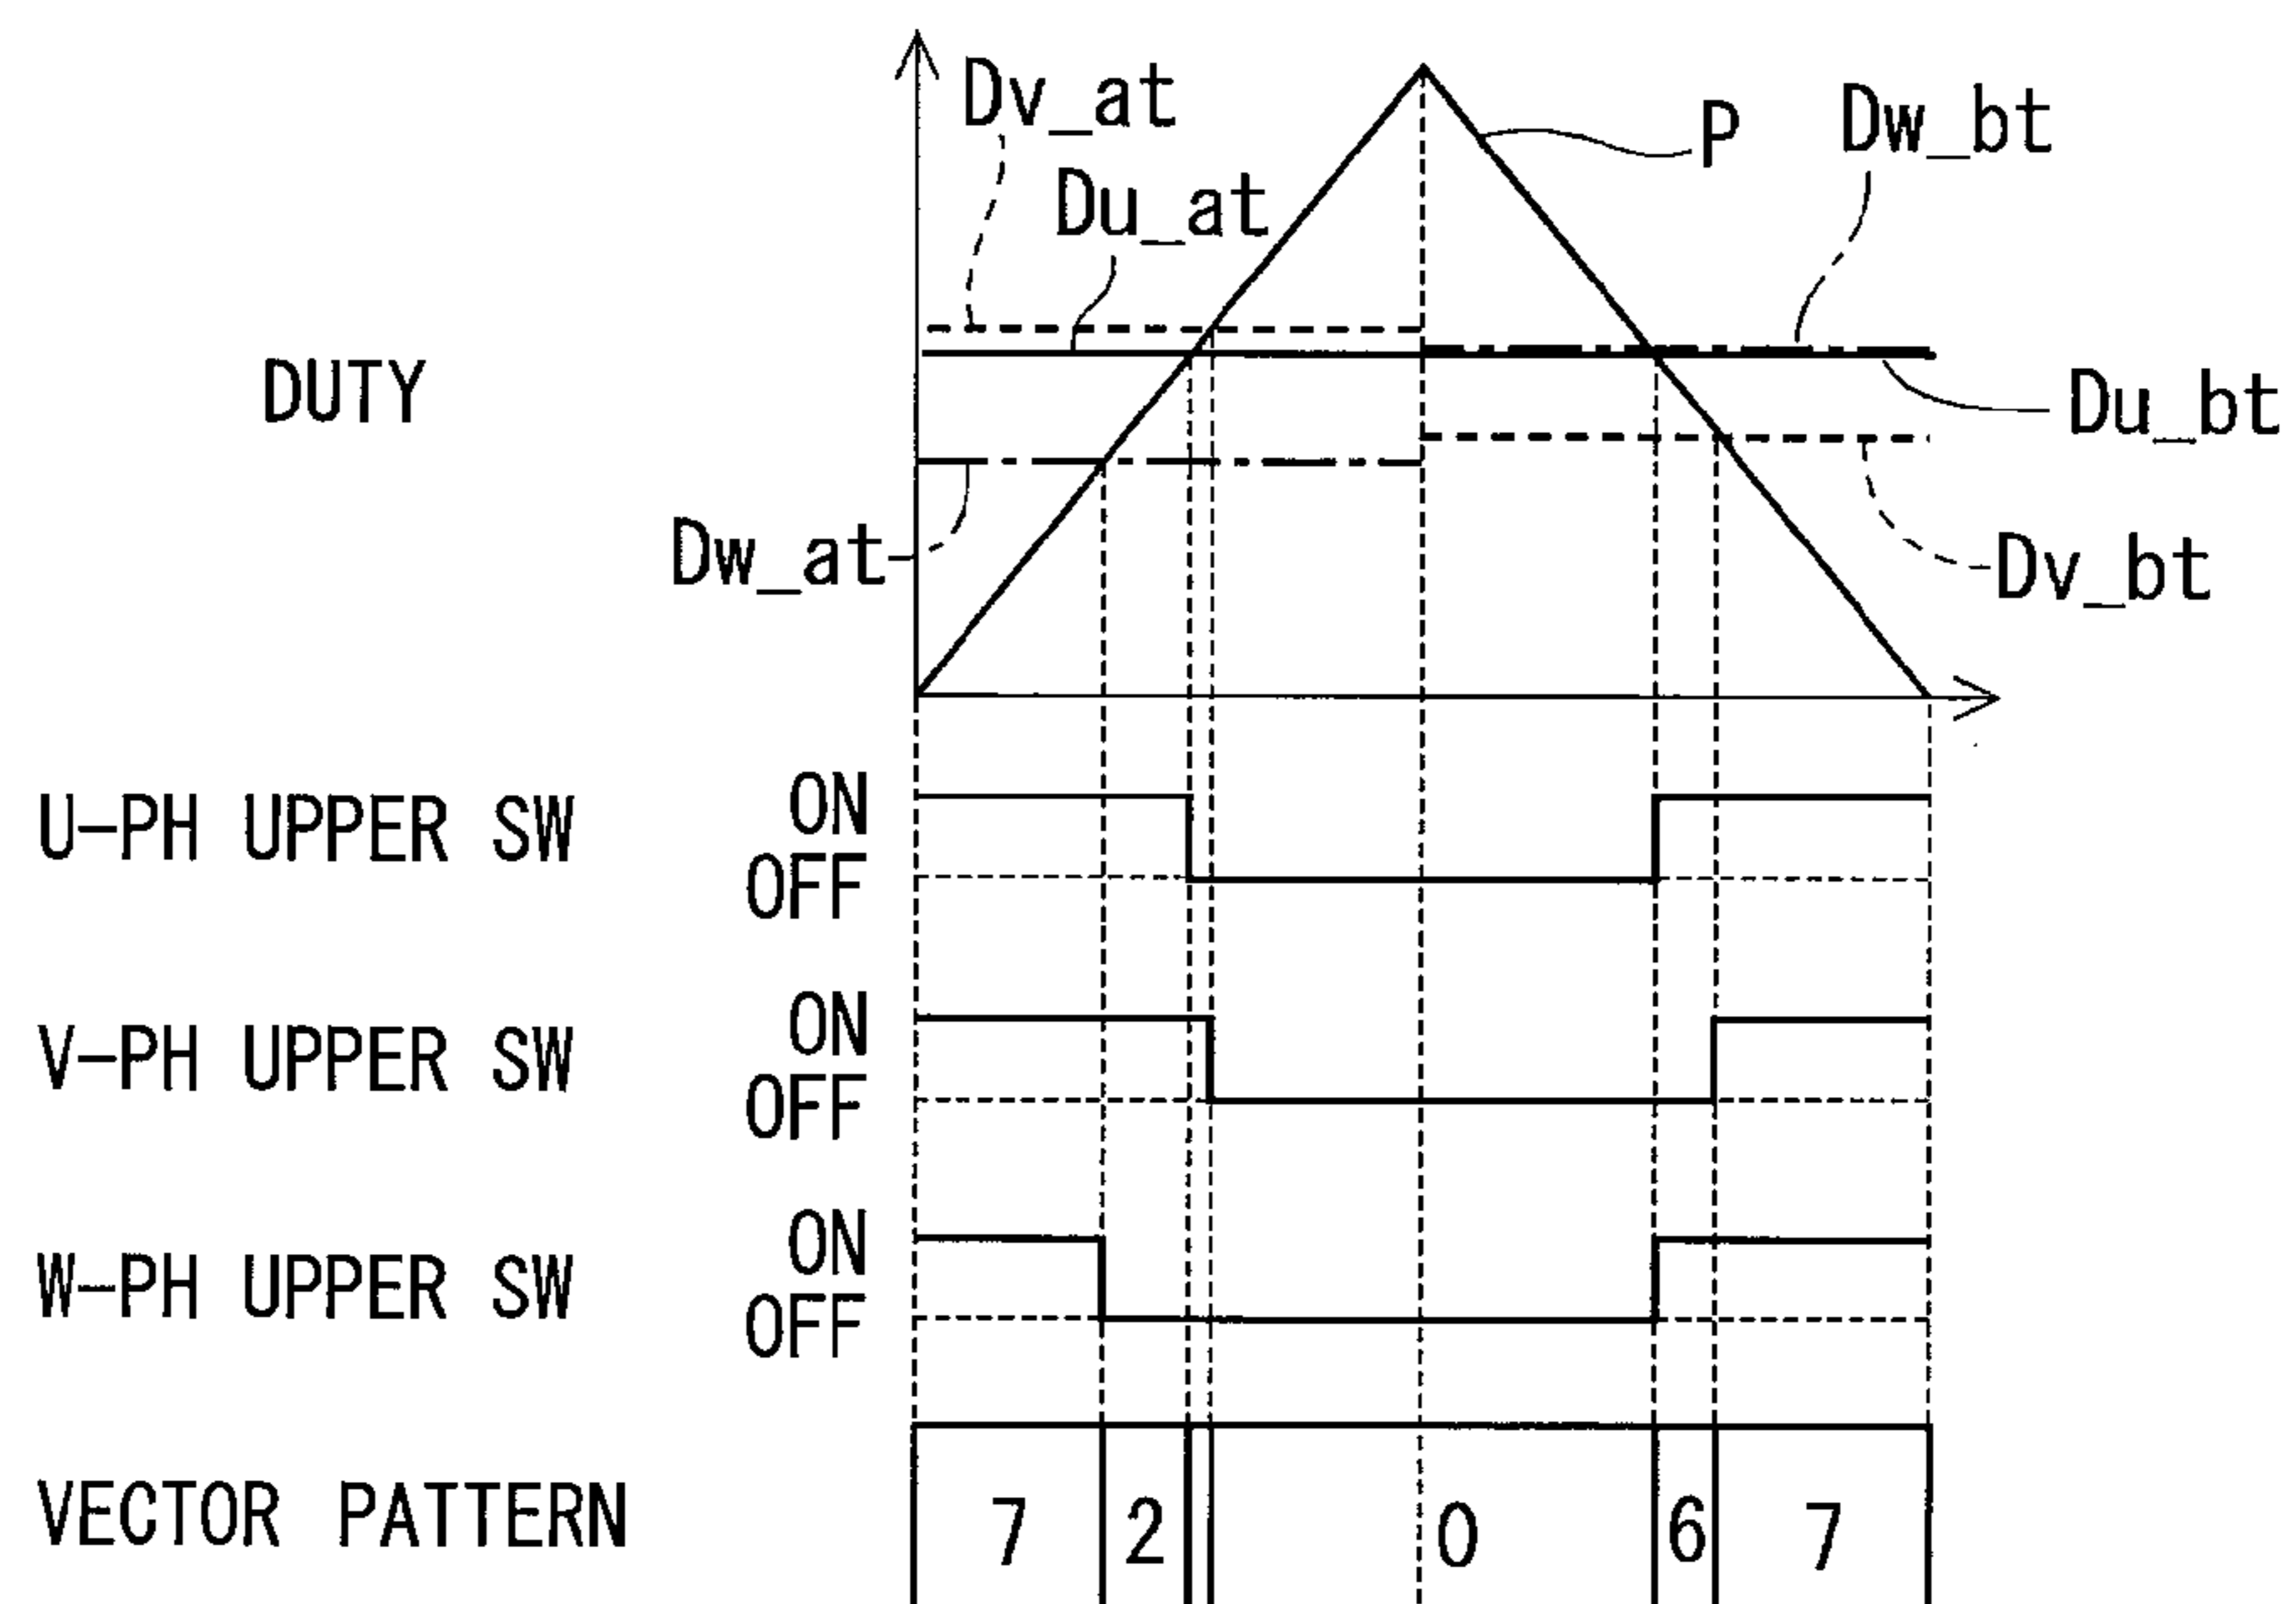 Dv_at
P
Dw_bt
Du_at
DUTY
Du_bt
Dw_at
Dv_bt
U-PH UPPER SW
ON
OFF
V-PH UPPER SW
ON
OFF
W-PH UPPER SW
ON
OFF
VECTOR PATTERN
7 2 0 6 7